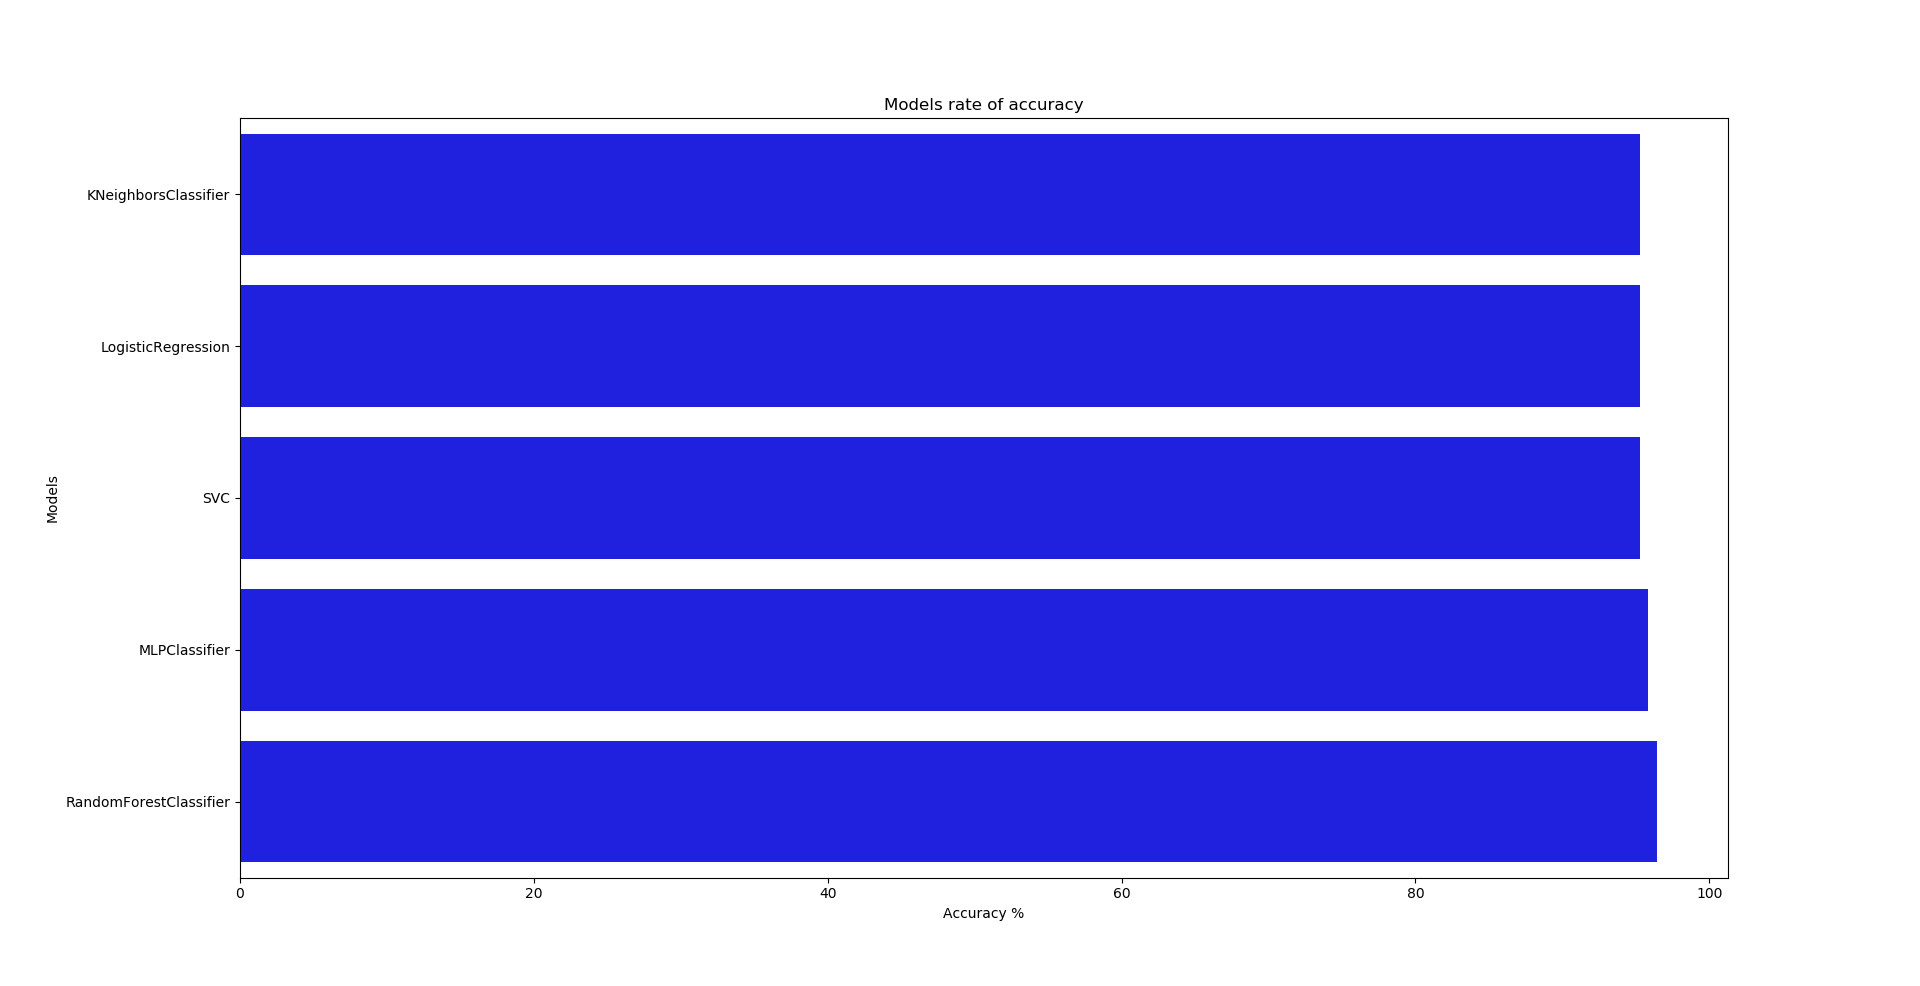 Models rate of accuracy
KNeighborsClassifier
LogisticRegression
SVC
MLPClassifier
RandomForestClassifier
Models
0 20 40 60 80 100
Accuracy %